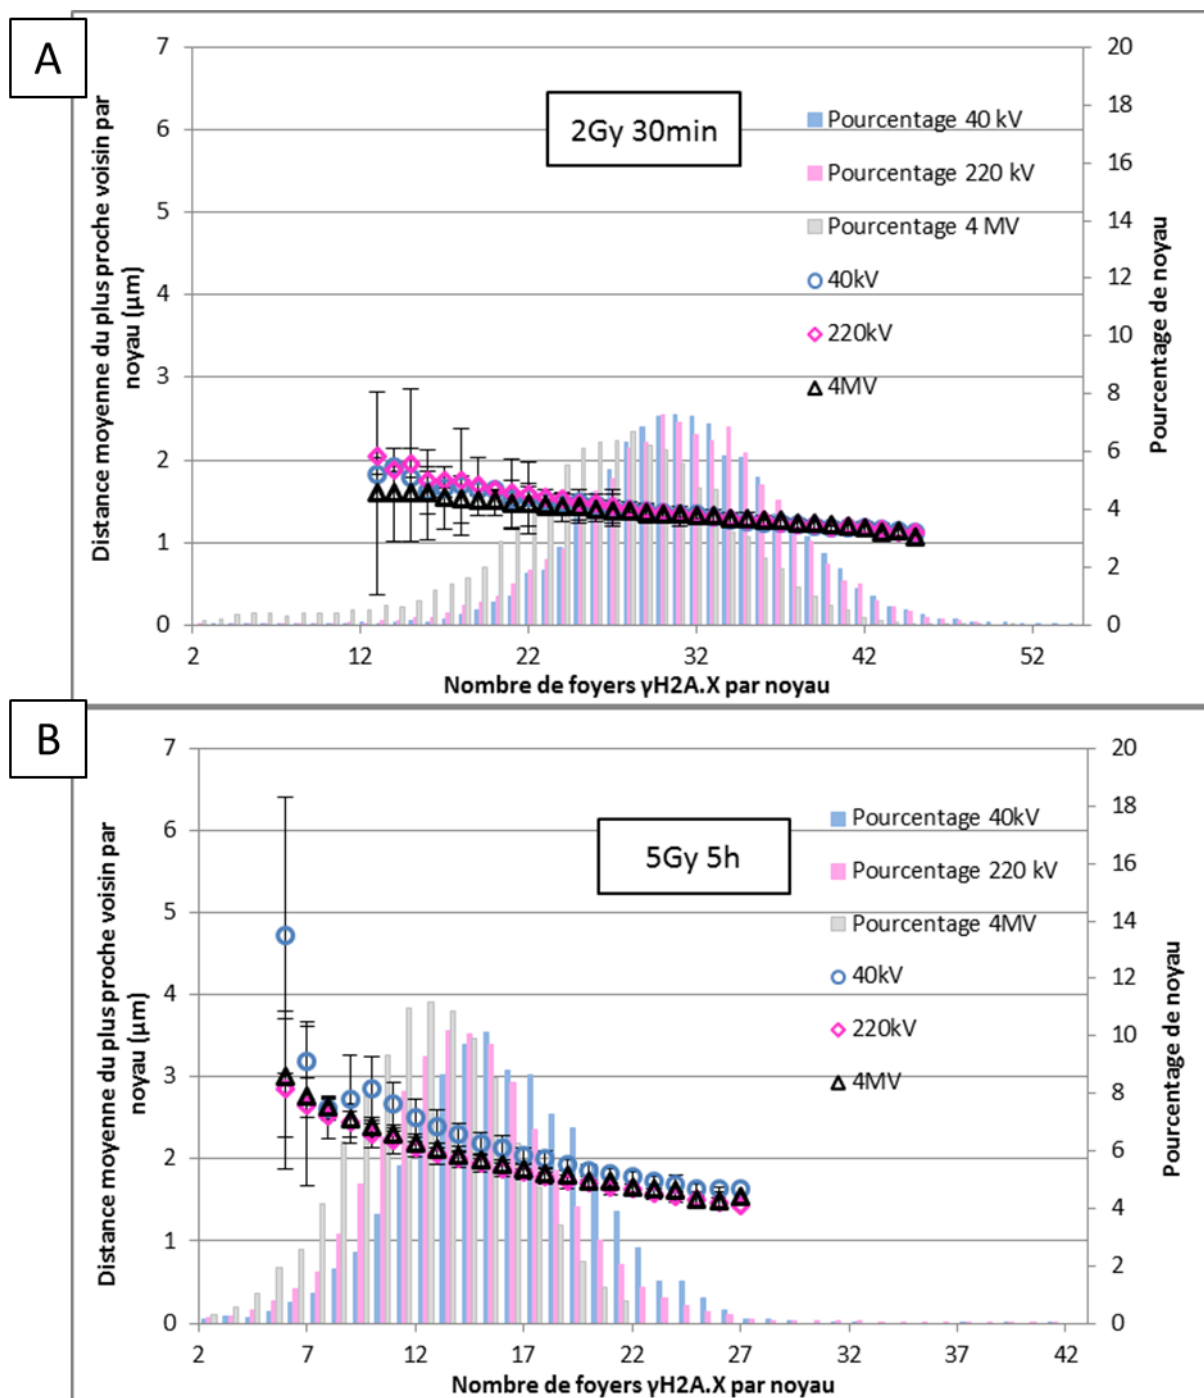 A
7
6
5
4
3
2
1
0
20
18
16
14
12
10
8
6
4
2
0
Distance moyenne du plus proche voisin par
noyau (µm)
2Gy 30min
Pourcentage 40 kV
Pourcentage 220 kV
Pourcentage 4 MV
40kV
220kV
4MV
Pourcentage de noyau
2 12 22 32 42 52
Nombre de foyers γH2A.X par noyau
B
7
6
5
4
3
2
1
0
20
18
16
14
12
10
8
6
4
2
0
Distance moyenne du plus proche voisin par
noyau (µm)
5Gy 5h
Pourcentage 40kV
Pourcentage 220 kV
Pourcentage 4MV
40kV
220kV
4MV
Pourcentage de noyau
2 7 12 17 22 27 32 37 42
Nombre de foyers γH2A.X par noyau